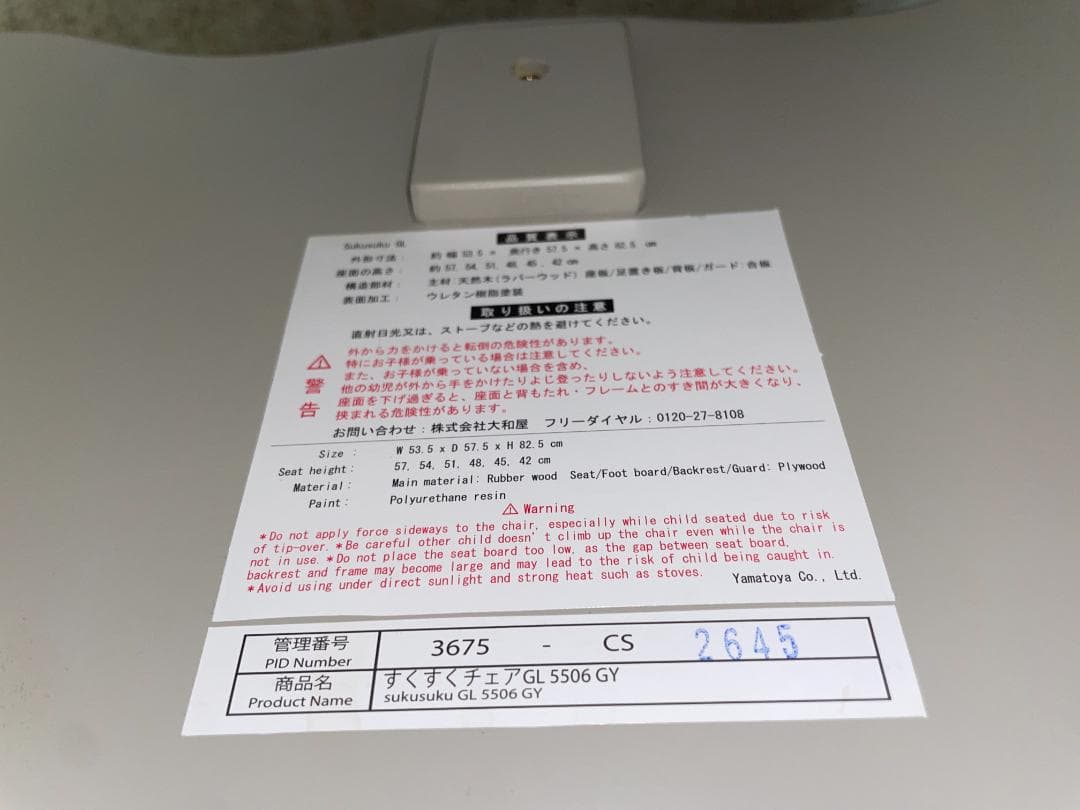 Sukusuku GL
品質表示
外形寸法： 約 幅 53.5 × 奥行き 57.5 × 高さ 82.5 cm
座面の高さ： 約 57, 54, 51, 48, 45, 42 cm
構造部材： 主材：天然木（ラバーウッド） 座板/足置き板/背板/ガード：合板
表面加工： ウレタン樹脂塗装
取り扱いの注意
直射日光又は、ストーブなどの熱を避けてください。
警告
外から力をかけると転倒の危険性があります。
特にお子様が乗っている場合は注意してください。
また、お子様が乗っていない場合を含め、
他の幼児が外から手をかけたりよじ登ったりしないよう注意してください。
座面を下げ過ぎると、座面と背もたれ・フレームとのすき間が大きくなり、
挟まれる危険性があります。
お問い合わせ：株式会社大和屋 フリーダイヤル：0120-27-8108
Size : W 53.5 x D 57.5 x H 82.5 cm
Seat height: 57, 54, 51, 48, 45, 42 cm
Material: Main material: Rubber wood Seat/Foot board/Backrest/Guard: Plywood
Paint: Polyurethane resin
⚠ Warning
*Do not apply force sideways to the chair, especially while child seated due to risk
of tip-over. *Be careful other child doesn't climb up the chair even while the chair is
not in use. *Do not place the seat board too low, as the gap between seat board,
backrest and frame may become large and may lead to the risk of child being caught in.
*Avoid using under direct sunlight and strong heat such as stoves. Yamatoya Co., Ltd.
管理番号
PID Number
3675 - CS 2645
商品名
Product Name
すくすくチェアGL 5506 GY
sukusuku GL 5506 GY